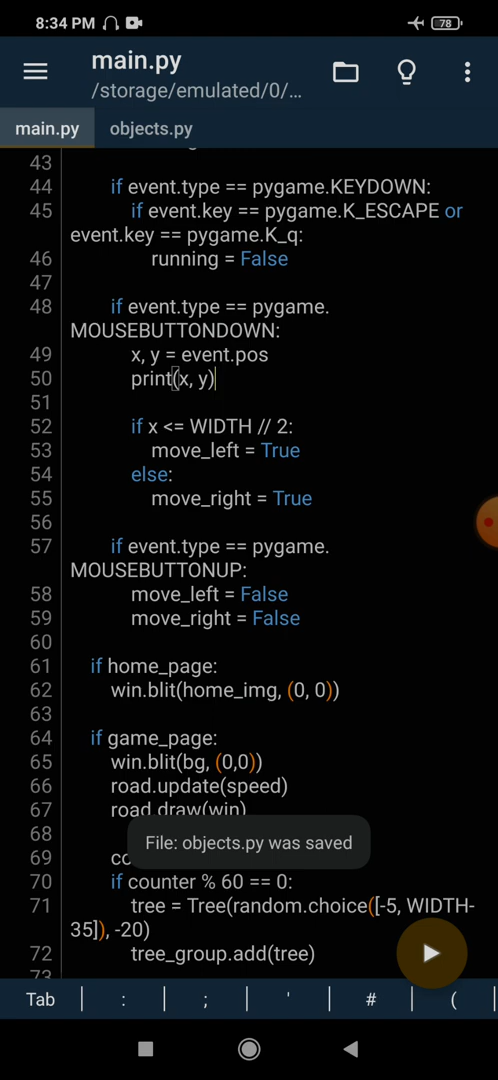 8:34 PM
78
main.py
/storage/emulated/0/...
main.py objects.py
43
44 if event.type == pygame.KEYDOWN:
45 if event.key == pygame.K_ESCAPE or
event.key == pygame.K_q:
46 running = False
47
48 if event.type == pygame.
MOUSEBUTTONDOWN:
49 x, y = event.pos
50 print(x, y)
51
52 if x <= WIDTH // 2:
53 move_left = True
54 else:
55 move_right = True
56
57 if event.type == pygame.
MOUSEBUTTONUP:
58 move_left = False
59 move_right = False
60
61 if home_page:
62 win.blit(home_img, (0, 0))
63
64 if game_page:
65 win.blit(bg, (0,0))
66 road.update(speed)
67 road.draw(win)
68
File: objects.py was saved
69
70 if counter % 60 == 0:
71 tree = Tree(random.choice([-5, WIDTH-
35]), -20)
72 tree_group.add(tree)
73
Tab : ; ' # (